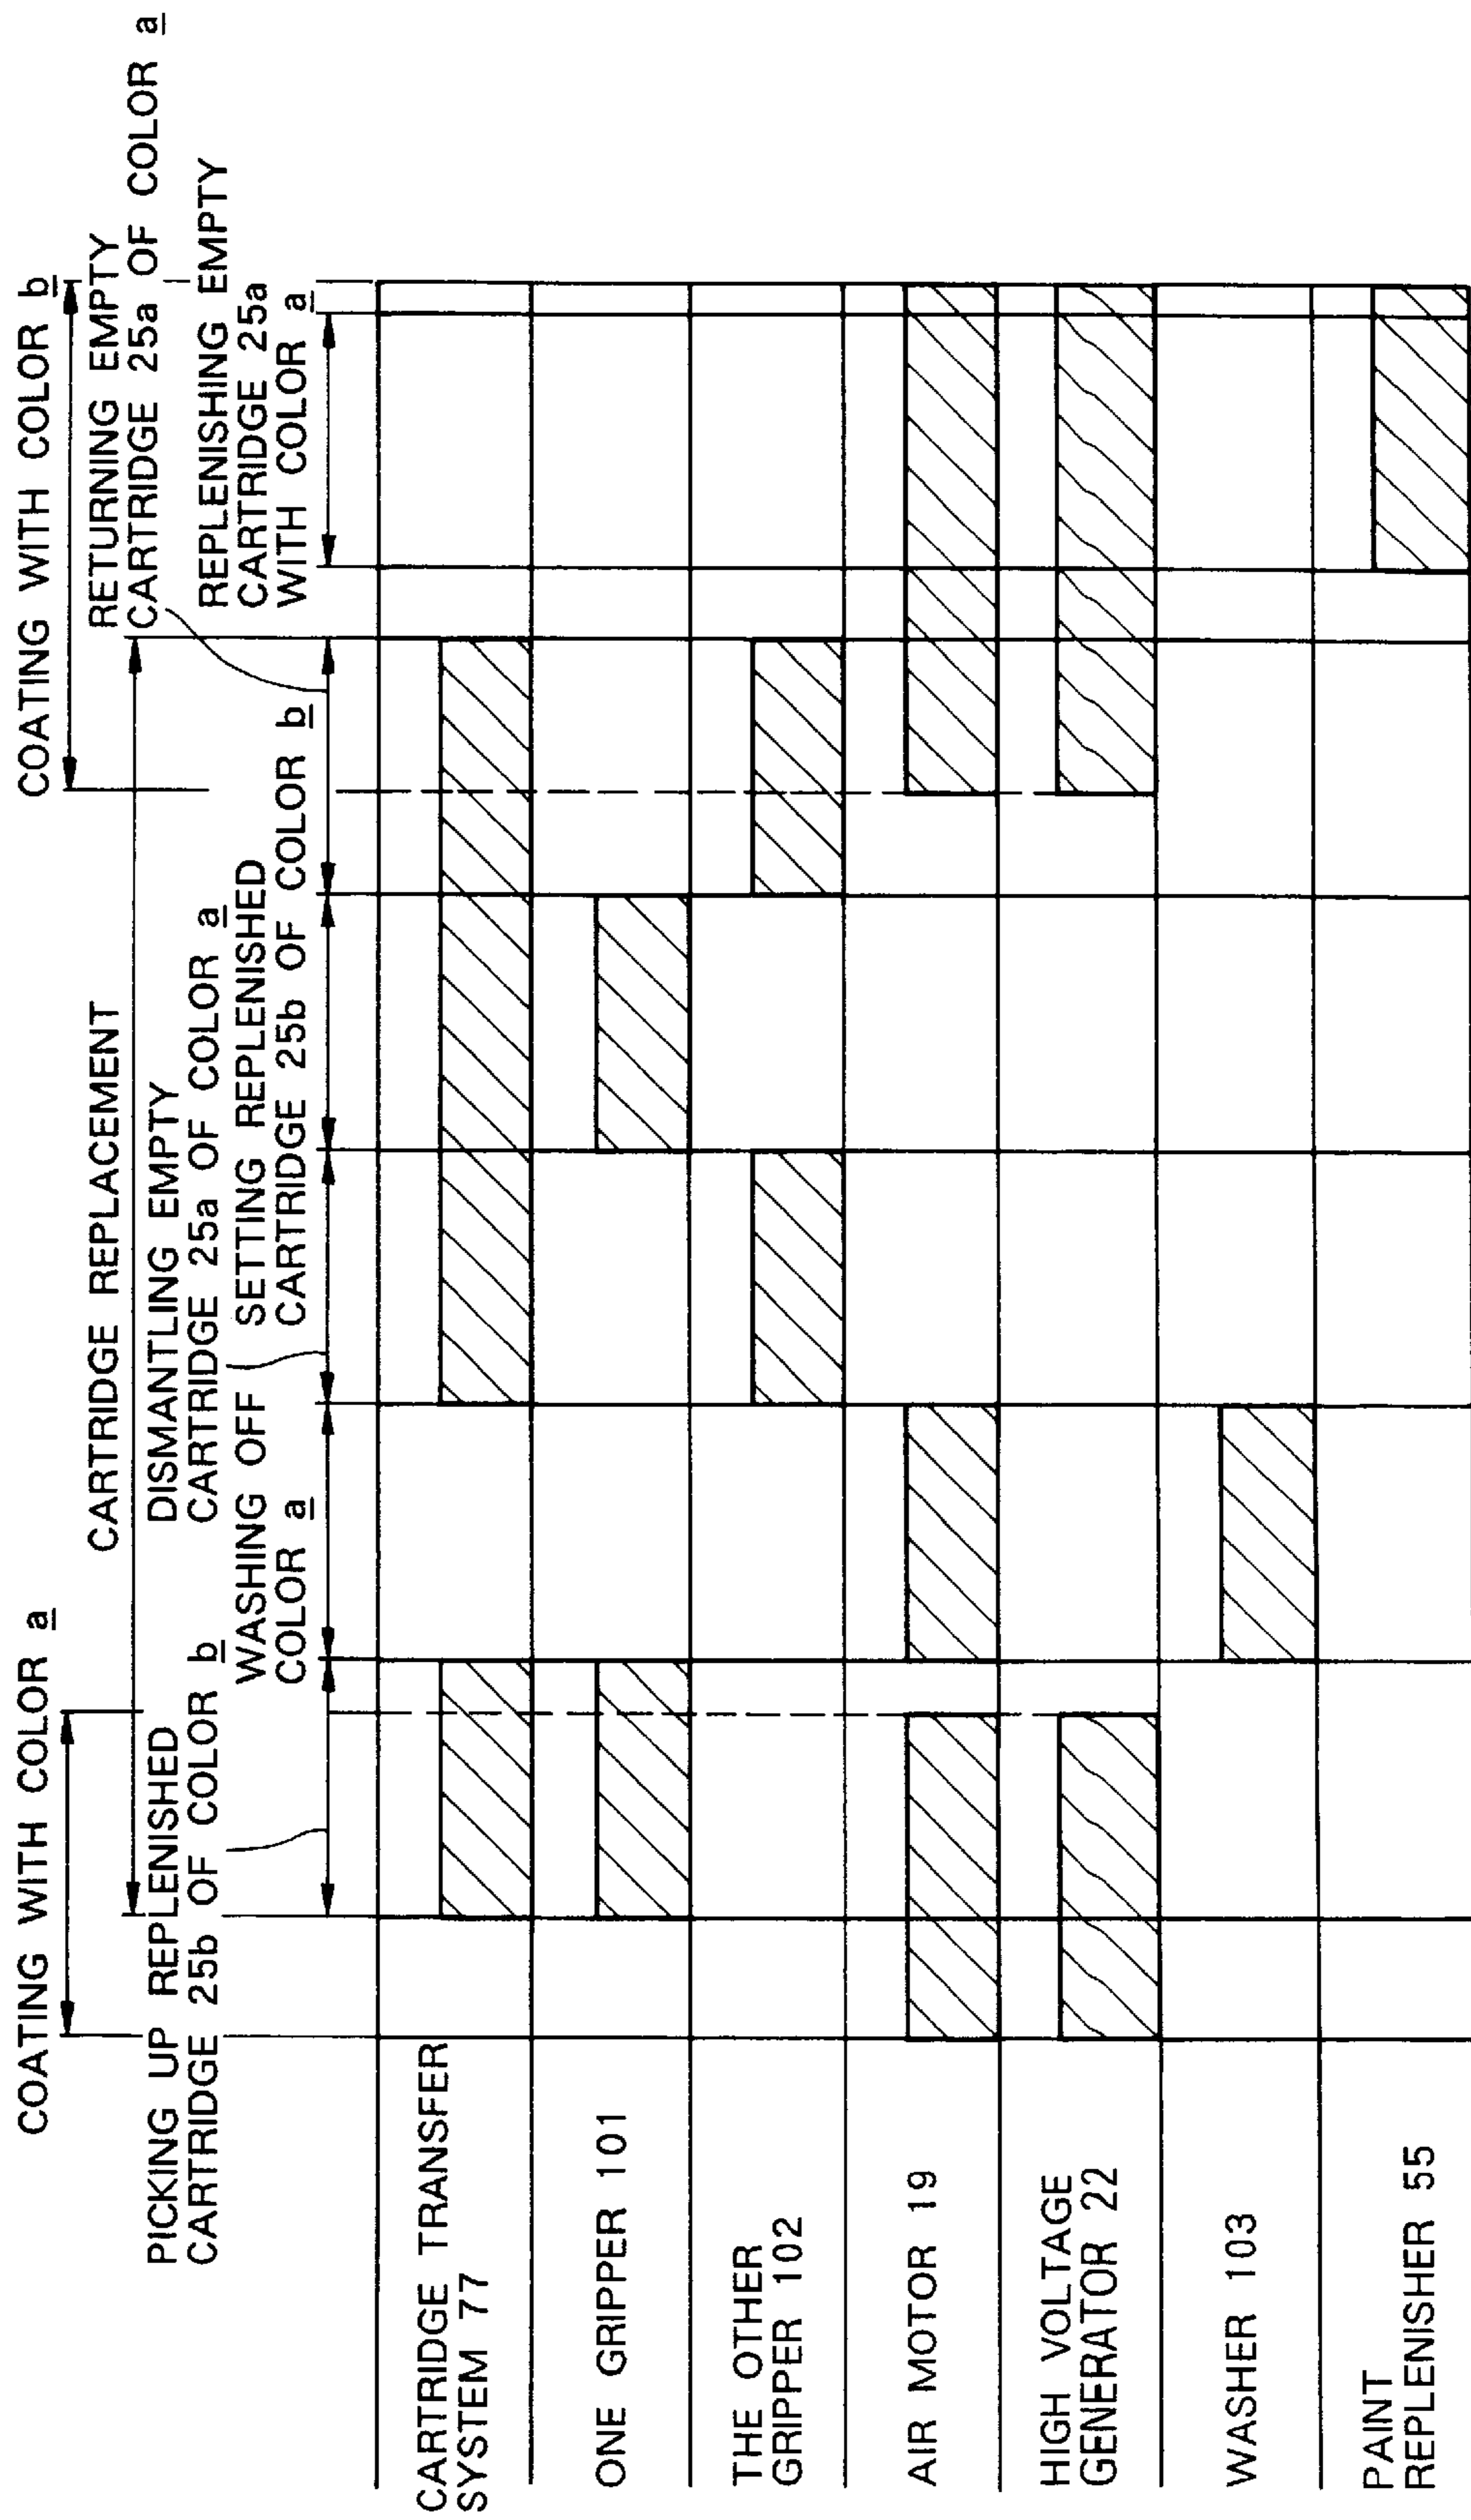 COATING WITH COLOR a
COATING WITH COLOR b
CARTRIDGE REPLACEMENT
PICKING UP REPLENISHED
CARTRIDGE 25b OF COLOR b
WASHING OFF
COLOR a
DISMANTLING EMPTY
CARTRIDGE 25a OF COLOR a
SETTING REPLENISHED
CARTRIDGE 25b OF COLOR b
RETURNING EMPTY
CARTRIDGE 25a OF COLOR a
REPLENISHING EMPTY
CARTRIDGE 25a
WITH COLOR a
CARTRIDGE TRANSFER
SYSTEM 77
ONE GRIPPER 101
THE OTHER
GRIPPER 102
AIR MOTOR 19
HIGH VOLTAGE
GENERATOR 22
WASHER 103
PAINT
REPLENISHER 55